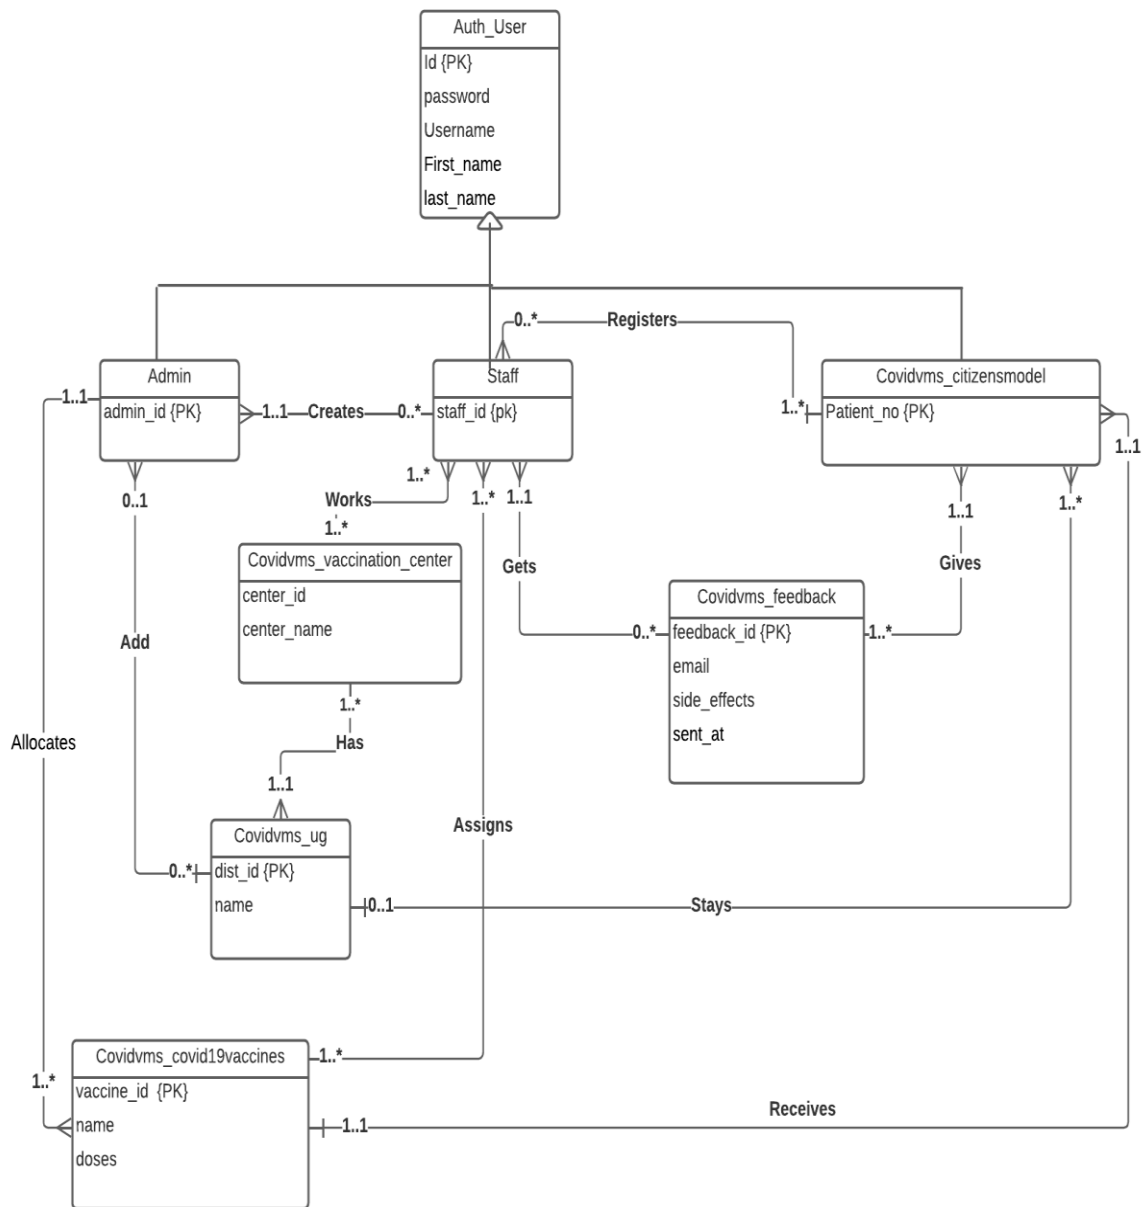 Auth_User
Id {PK}
password
Username
First_name
last_name
0..*
Registers
1..*
Admin
admin_id {PK}
1..1
1..1
Creates
0..*
Staff
staff_id {pk}
Covidvms_citizensmodel
Patient_no {PK}
1..1
0..1
1..*
Works
1..*
1..*
1..1
1..1
1..*
Covidvms_vaccination_center
center_id
center_name
Gets
Gives
Covidvms_feedback
feedback_id {PK}
email
side_effects
sent_at
0..*
1..*
Add
1..*
Has
1..1
Allocates
Assigns
Covidvms_ug
dist_id {PK}
name
0..*
0..1
Stays
Covidvms_covid19vaccines
vaccine_id {PK}
name
doses
1..*
1..*
1..1
Receives